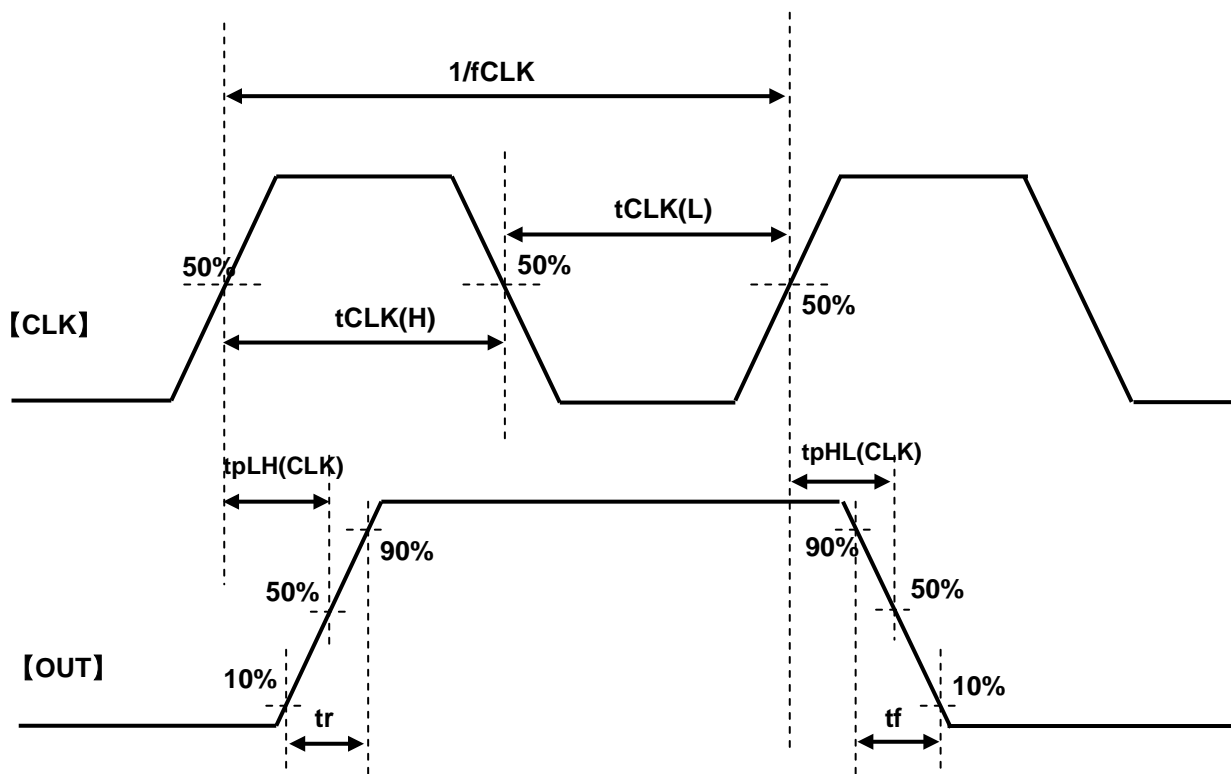 1/fCLK
tCLK(L)
50%
50%
50%
【CLK】
tCLK(H)
tpLH(CLK)
tpHL(CLK)
90%
90%
50%
50%
【OUT】
10%
10%
tr
tf